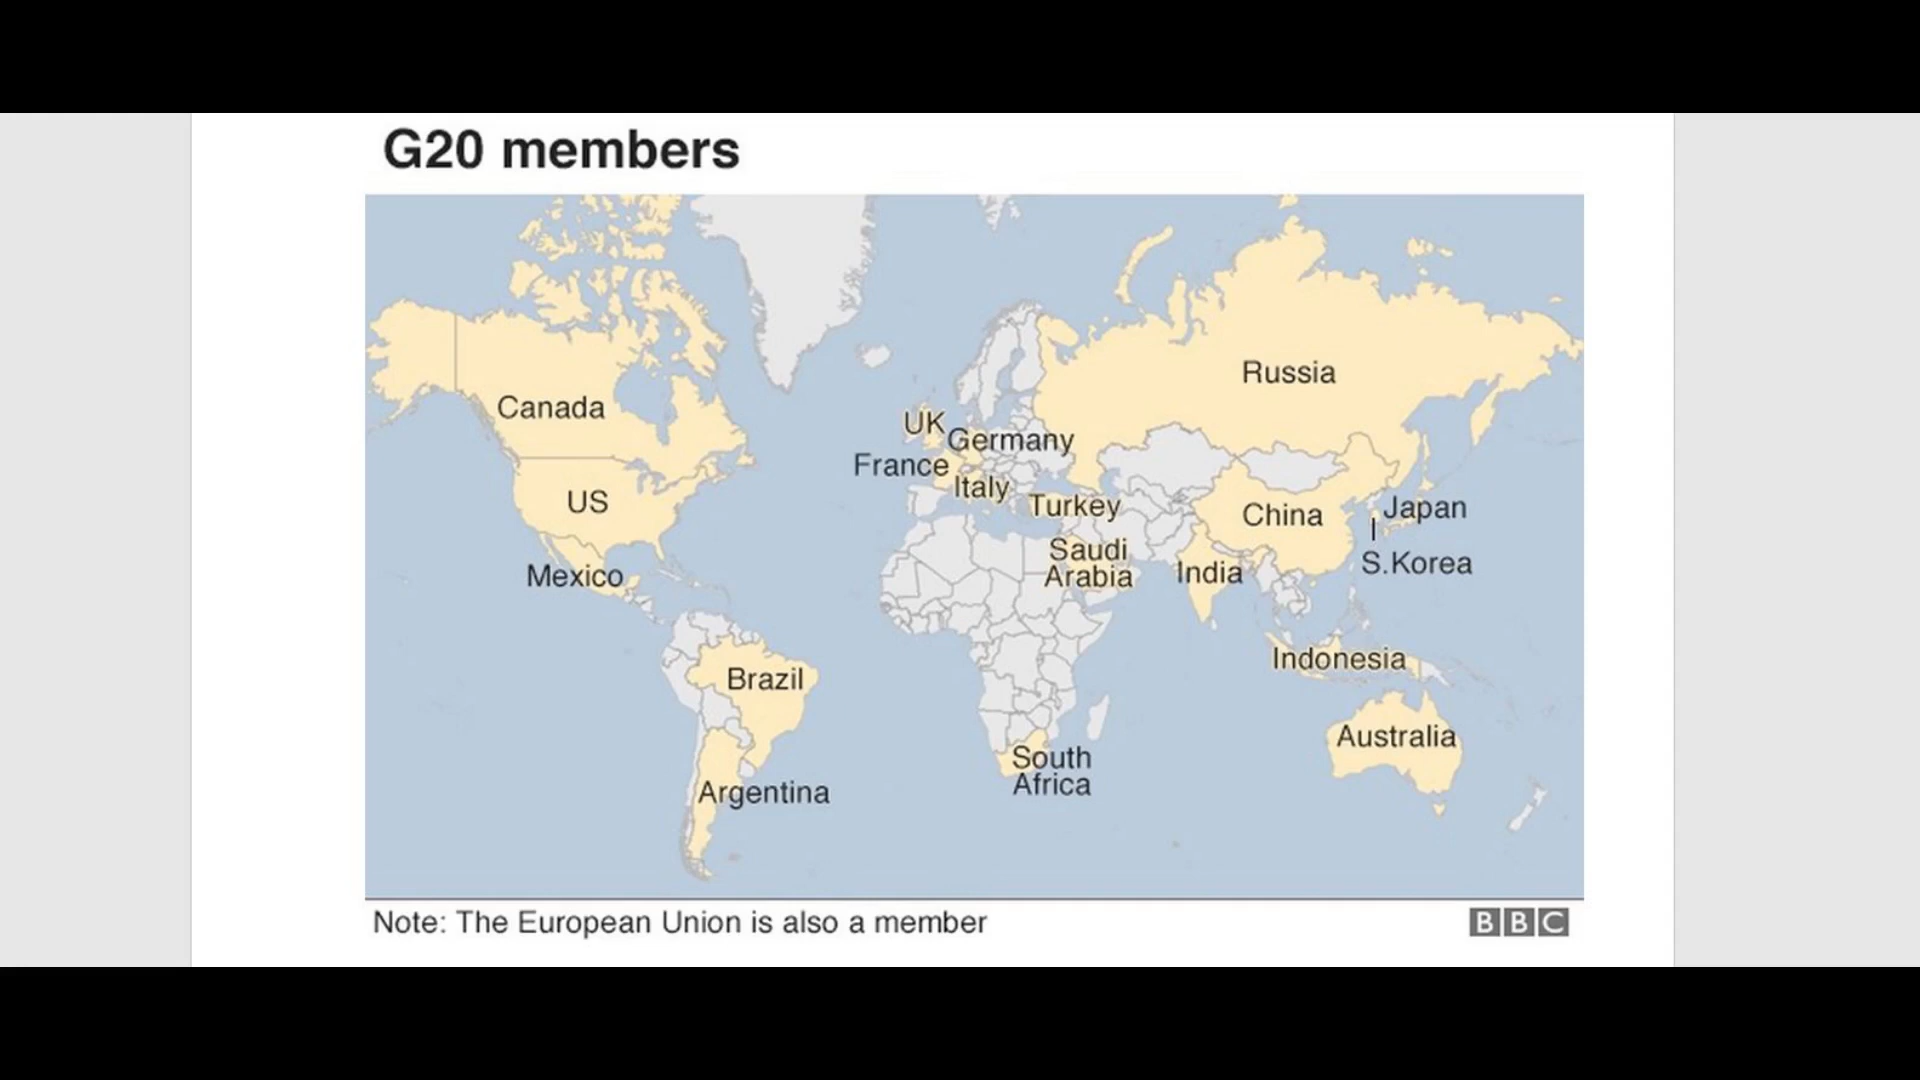 G20 members
Canada
Russia
UK
Germany
France
Italy
US
Turkey
China
Japan
Saudi
Arabia
India
S.Korea
Mexico
Indonesia
Brazil
Australia
South
Africa
Argentina
Note: The European Union is also a member
BBC